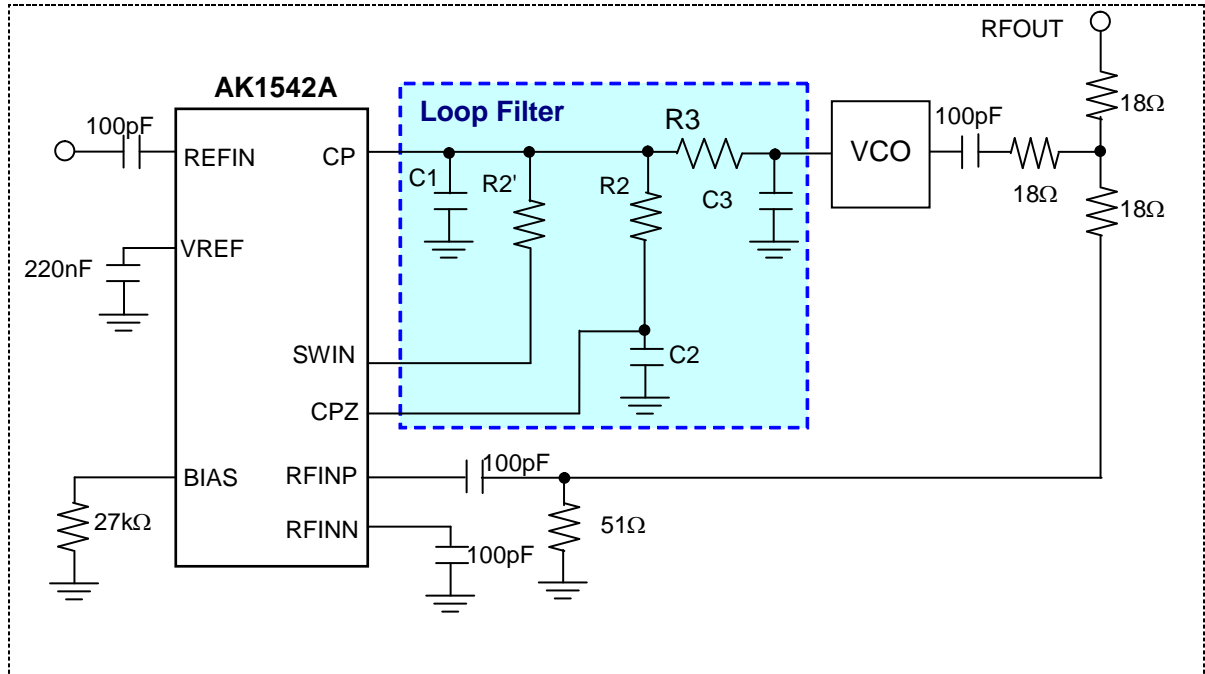 RFOUT
AK1542A
18Ω
100pF
Loop Filter
R3
100pF
VCO
REFIN
CP
C1
R2'
R2
C3
18Ω
18Ω
VREF
220nF
SWIN
C2
CPZ
100pF
BIAS
RFINP
27kΩ
51Ω
RFINN
100pF